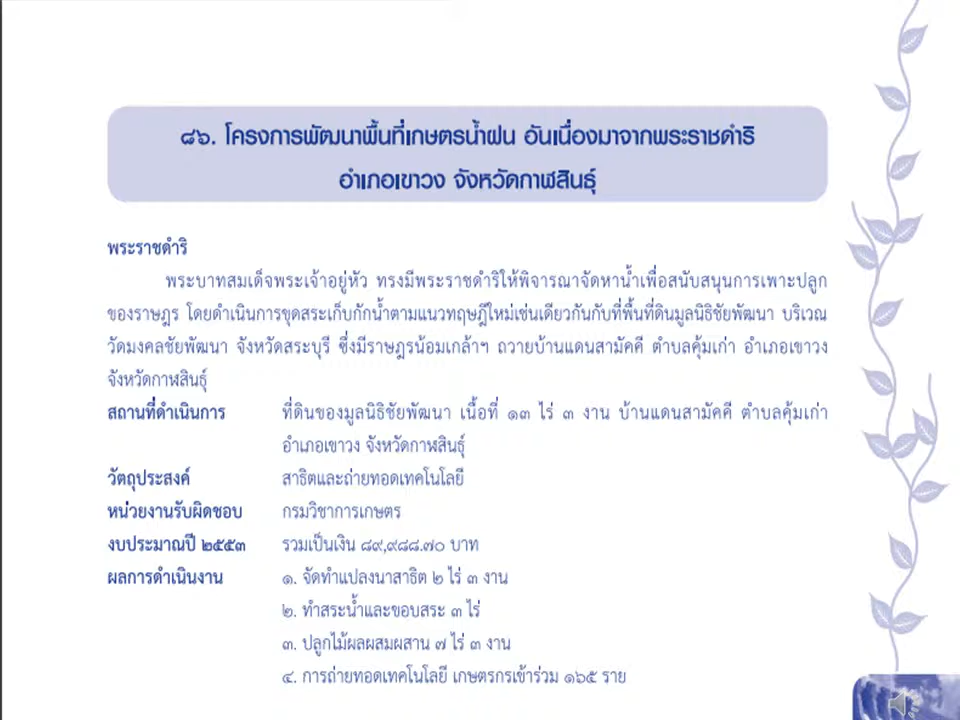 ๘๖. โครงการพัฒนาพื้นที่เกษตรน้ำฝน อันเนื่องมาจากพระราชดำริ
อำเภอเขาวง จังหวัดกาฬสินธุ์
พระราชดำริ
พระบาทสมเด็จพระเจ้าอยู่หัว ทรงมีพระราชดำริให้พิจารณาจัดหาน้ำเพื่อสนับสนุนการเพาะปลูก
ของราษฎร โดยดำเนินการขุดสระเก็บกักน้ำตามแนวทฤษฎีใหม่เช่นเดียวกันกับที่พื้นที่ดินมูลนิธิชัยพัฒนา บริเวณ
วัดมงคลชัยพัฒนา จังหวัดสระบุรี ซึ่งมีราษฎรน้อมเกล้าฯ ถวายบ้านแดนสามัคคี ตำบลคุ้มเก่า อำเภอเขาวง
จังหวัดกาฬสินธุ์
สถานที่ดำเนินการ ที่ดินของมูลนิธิชัยพัฒนา เนื้อที่ ๑๓ ไร่ ๓ งาน บ้านแดนสามัคคี ตำบลคุ้มเก่า
อำเภอเขาวง จังหวัดกาฬสินธุ์
วัตถุประสงค์ สาธิตและถ่ายทอดเทคโนโลยี
หน่วยงานรับผิดชอบ กรมวิชาการเกษตร
งบประมาณปี ๒๕๕๓ รวมเป็นเงิน ๘๙,๙๘๘.๗๐ บาท
ผลการดำเนินงาน ๑. จัดทำแปลงนาสาธิต ๒ ไร่ ๓ งาน
๒. ทำสระน้ำและขอบสระ ๓ ไร่
๓. ปลูกไม้ผลผสมผสาน ๗ ไร่ ๓ งาน
๔. การถ่ายทอดเทคโนโลยี เกษตรกรเข้าร่วม ๑๖๕ ราย